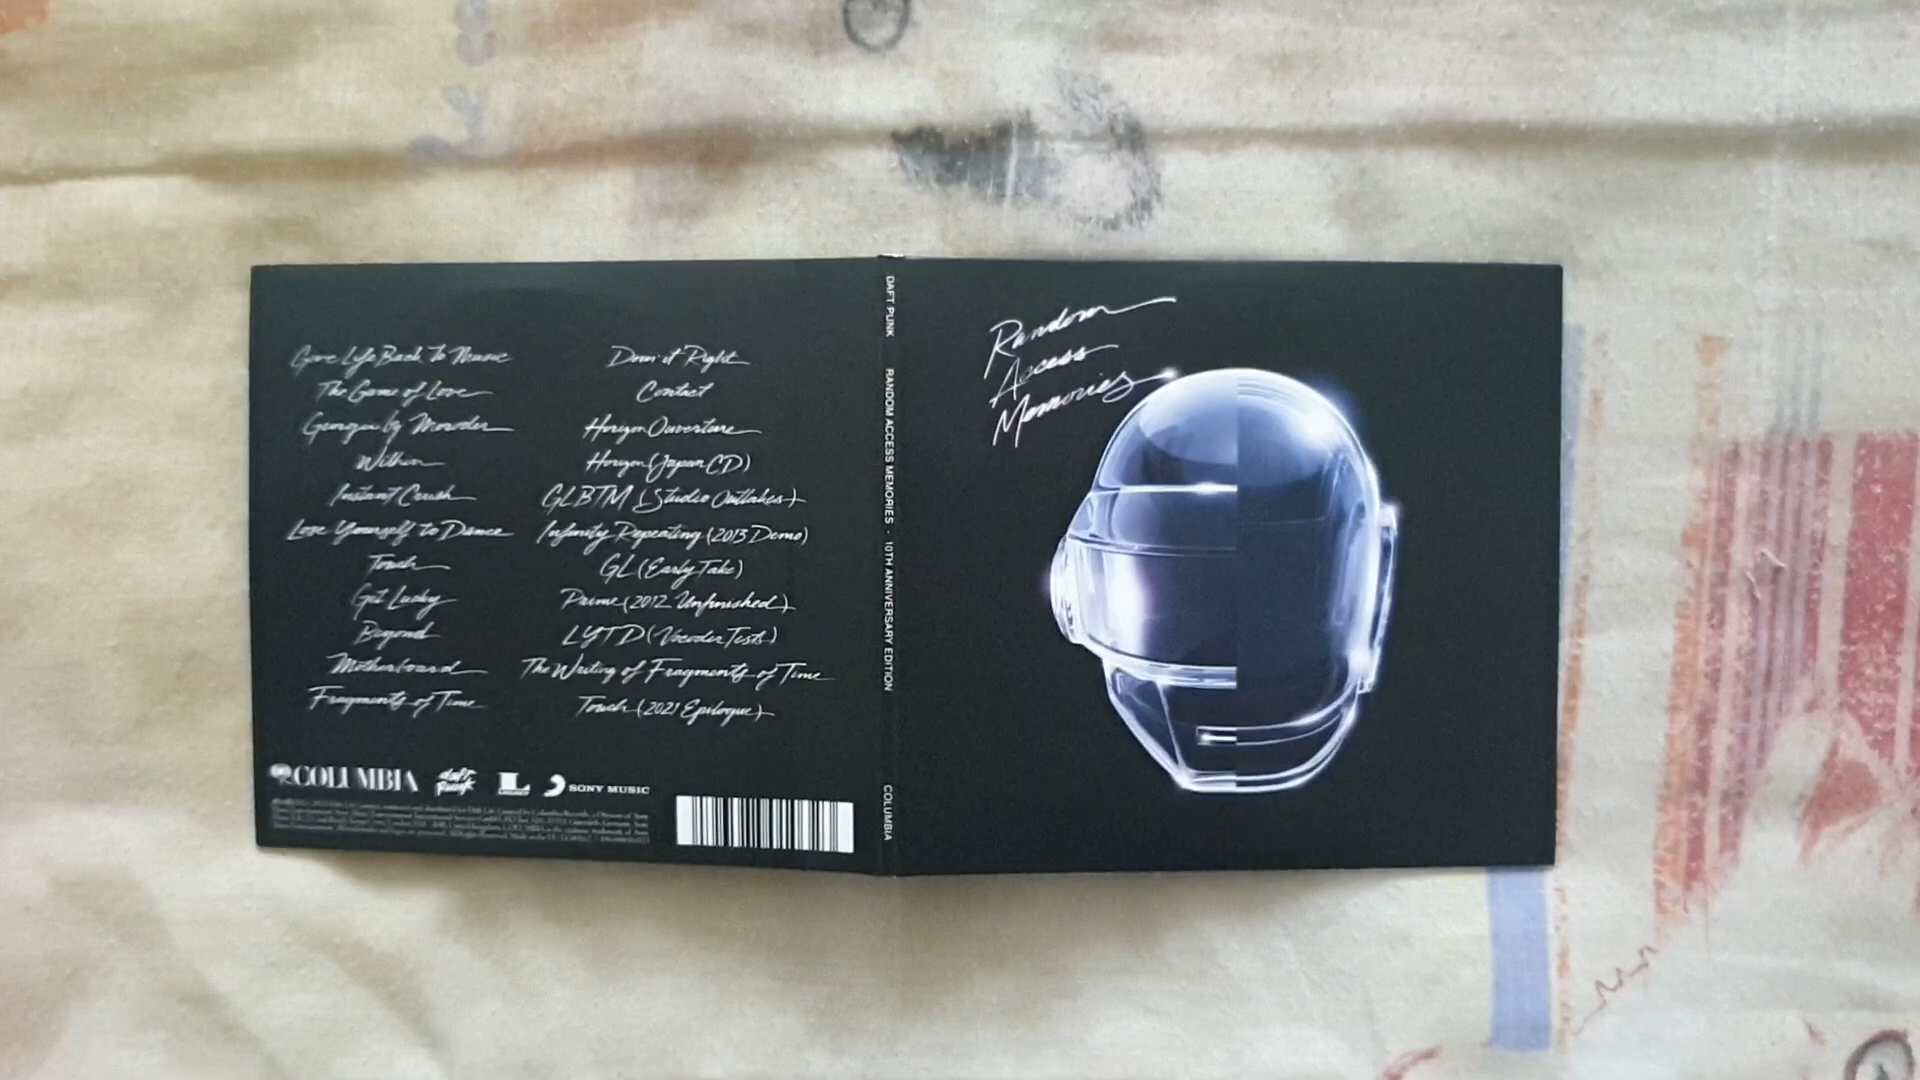 Give Life Back To Music
The Game of Love
Giorgio by Moroder
Within
Instant Crush
Lose Yourself to Dance
Touch
Get Lucky
Beyond
Motherboard
Fragments of Time
Doin' it Right
Contact
Horizon Ouverture
Horizon (Japan CD)
GLBTM (Studio Outtakes)
Infinity Repeating (2013 Demo)
GL (Early Take)
Prime (2012 Unfinished)
LYTD (Vocoder Tests)
The Writing of Fragments of Time
Touch (2021 Epilogue)
COLUMBIA
daft punk
L
LEGACY
SONY MUSIC
DAFT PUNK RANDOM ACCESS MEMORIES - 10TH ANNIVERSARY EDITION COLUMBIA
Random
Access
Memories